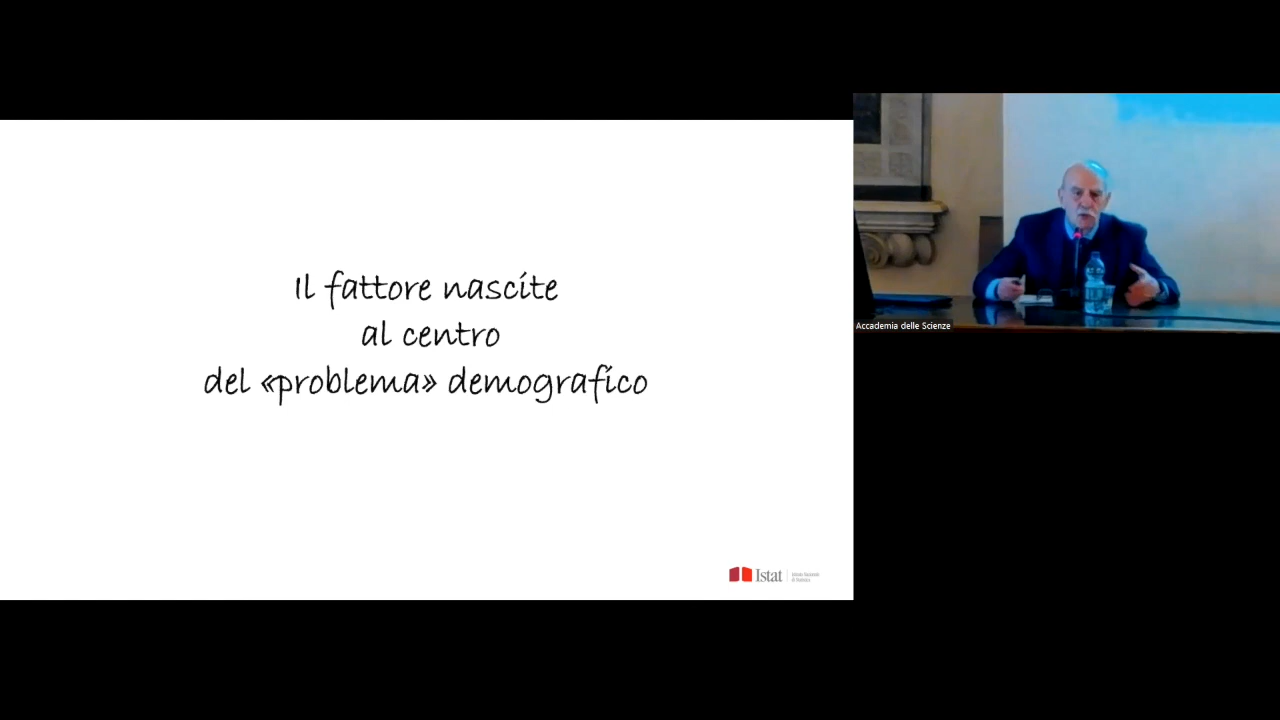 Il fattore nascite
al centro
del «problema» demografico
Istat
Accademia delle Scienze